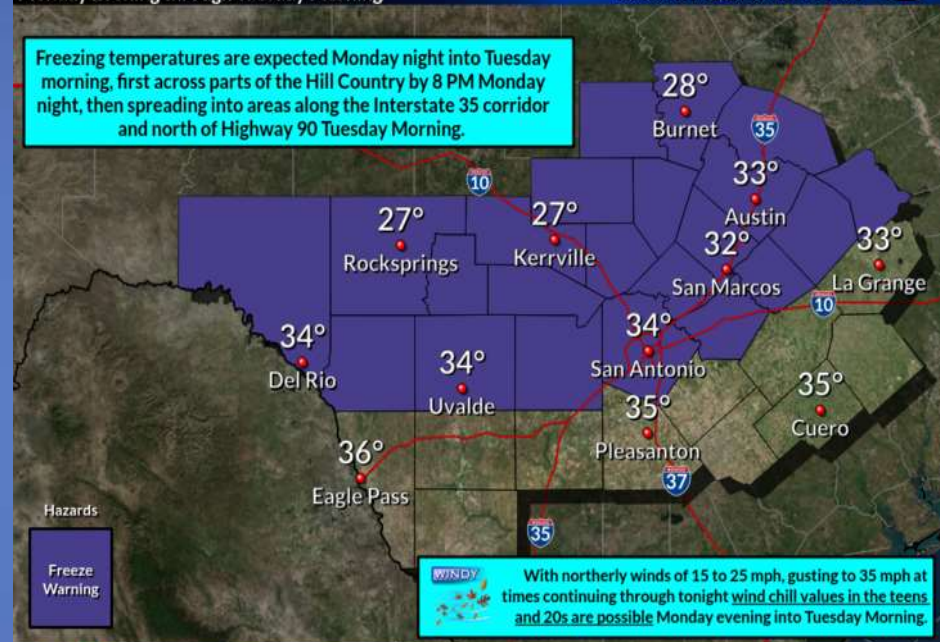 Freezing temperatures are expected Monday night into Tuesday
morning, first across parts of the Hill Country by 8 PM Monday
night, then spreading into areas along the Interstate 35 corridor
and north of Highway 90 Tuesday Morning.
28°
Burnet
35
10
33°
Austin
27°
Rocksprings
27°
Kerrville
32°
San Marcos
33°
La Grange
10
34°
Del Rio
34°
Uvalde
34°
San Antonio
35°
Pleasanton
35°
Cuero
36°
Eagle Pass
37
35
Hazards
Freeze
Warning
WINDY
With northerly winds of 15 to 25 mph, gusting to 35 mph at
times continuing through tonight wind chill values in the teens
and 20s are possible Monday evening into Tuesday Morning.